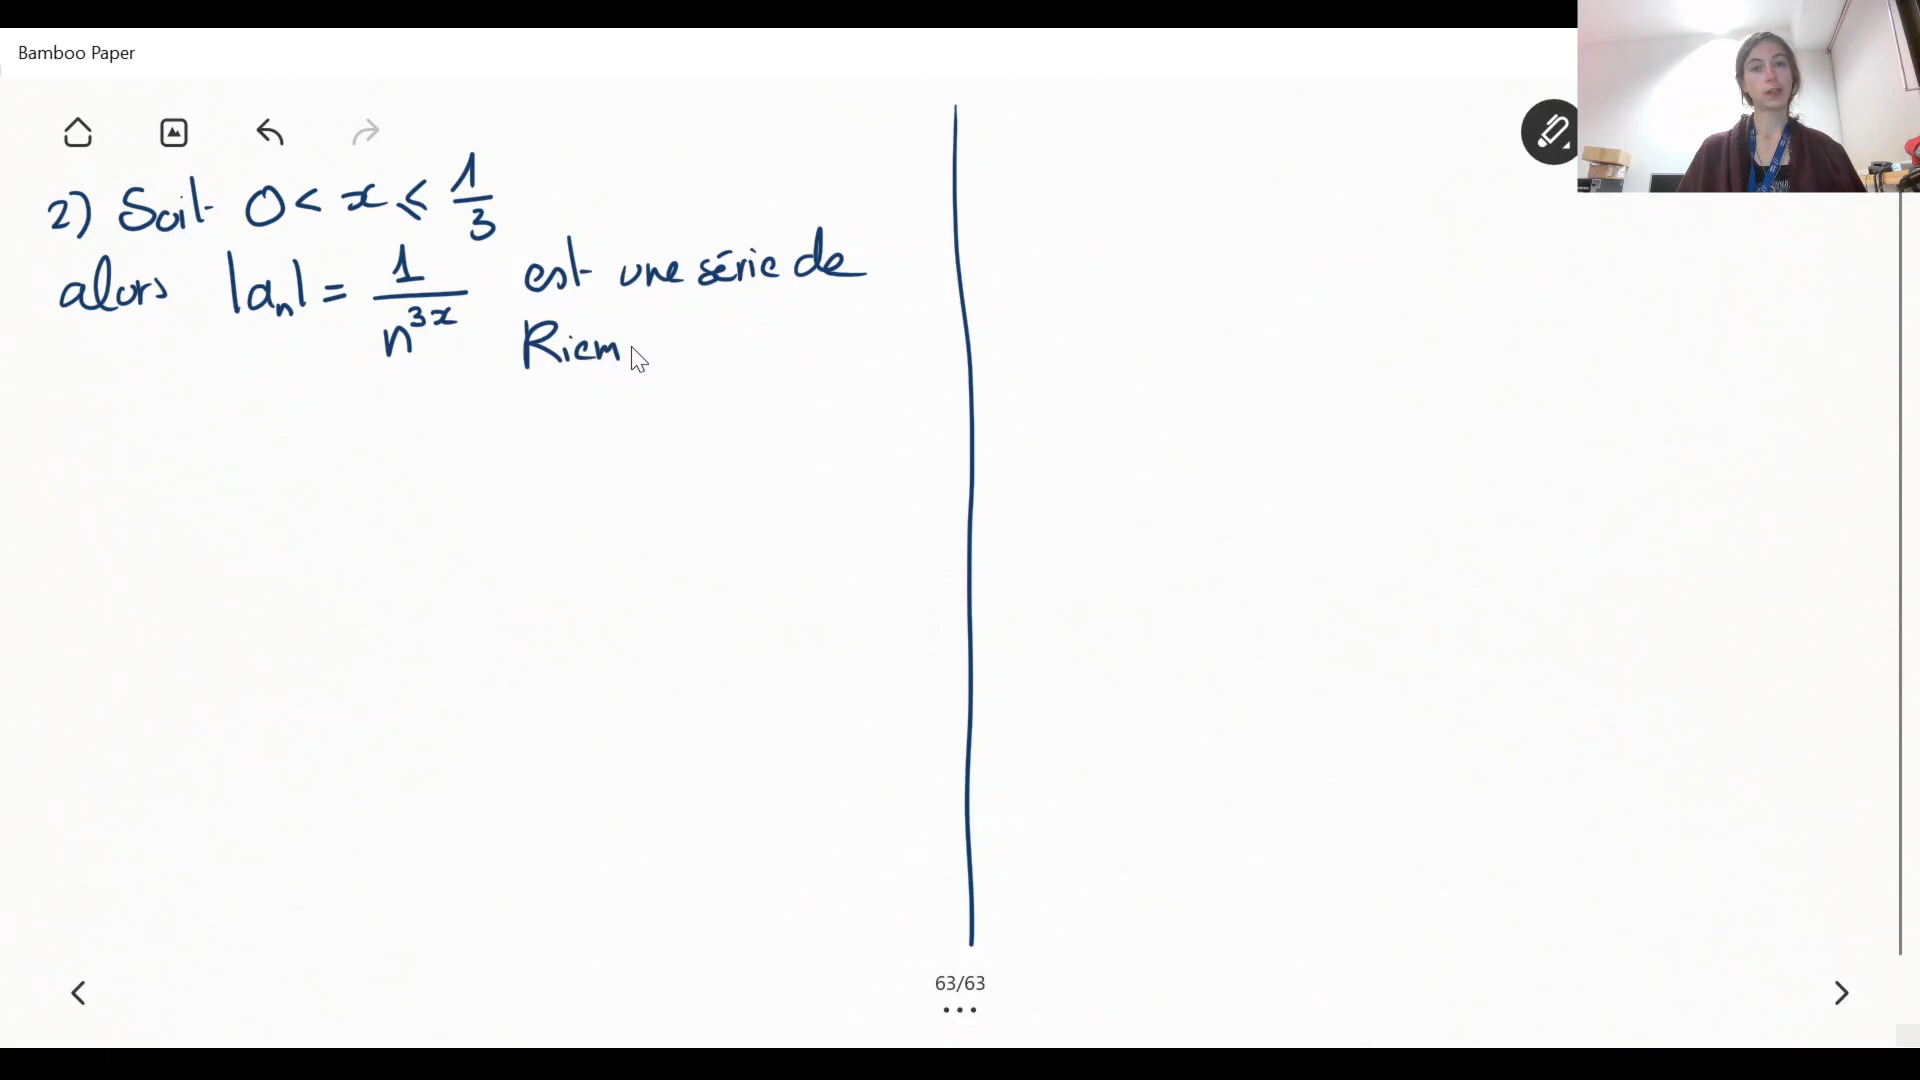 Bamboo Paper
2) Soit 0 < x ⩽ 1/3
alors |aₙ| = 1/n^{3x} est une série de
Riem
63/63